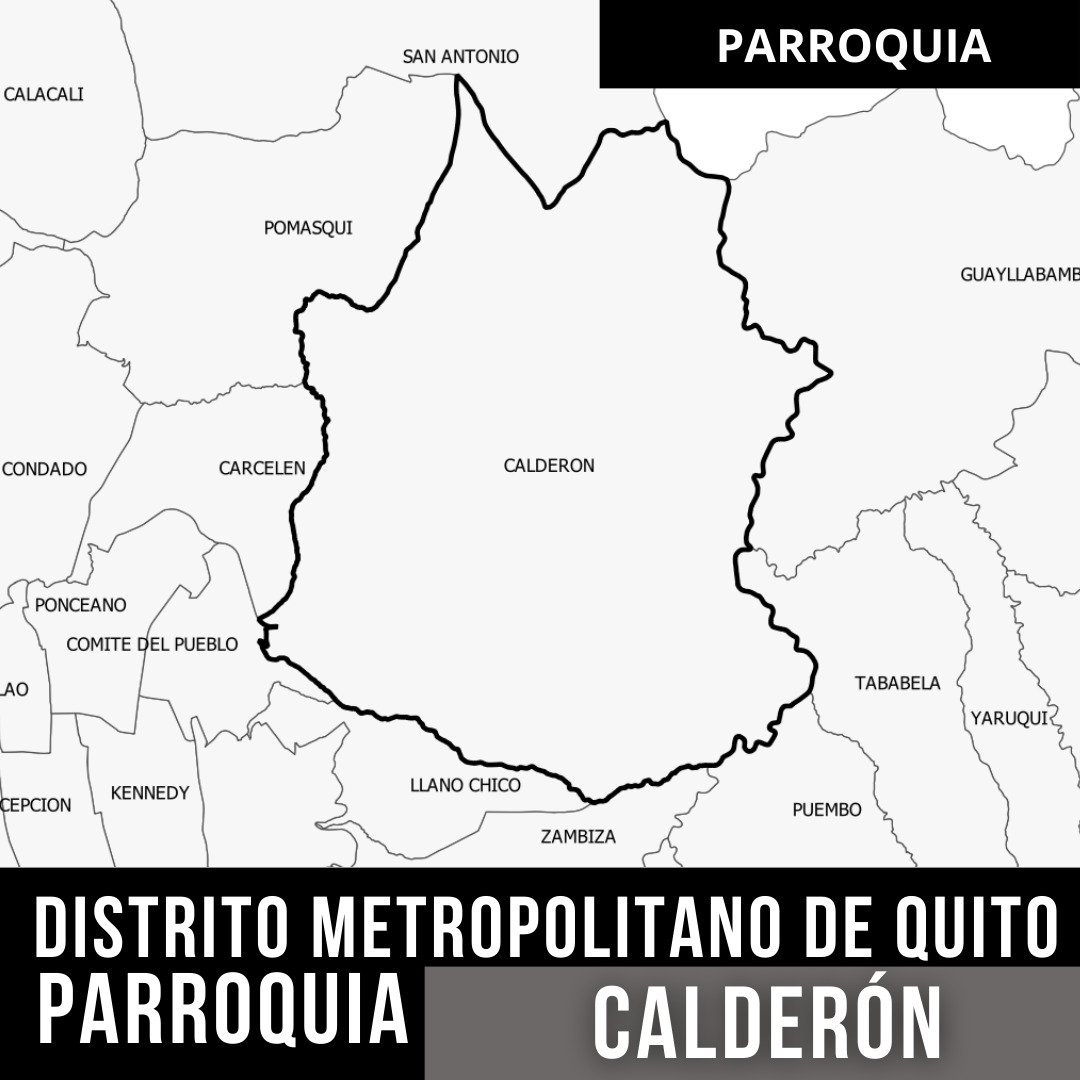 PARROQUIA
SAN ANTONIO
CALACALI
POMASQUI
GUAYLLABAMB
CONDADO
CARCELEN
CALDERON
PONCEANO
COMITE DEL PUEBLO
LAO
TABABELA
YARUQUI
LLANO CHICO
KENNEDY
CEPCION
PUEMBO
ZAMBIZA
DISTRITO METROPOLITANO DE QUITO
PARROQUIA
CALDERÓN